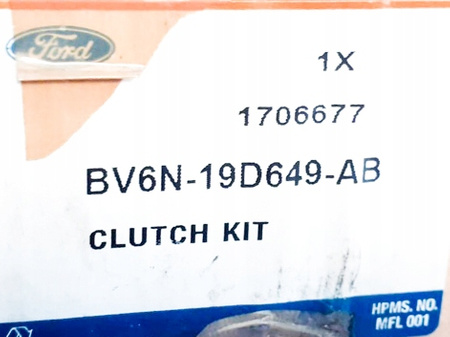 Ford
1X
1706677
BV6N-19D649-AB
CLUTCH KIT
HPMS. NO.
MFL 001